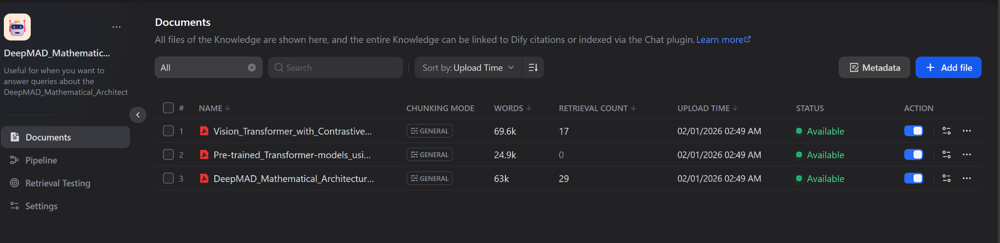 DeepMAD_Mathematic...
Useful for when you want to
answer queries about the
DeepMAD_Mathematical_Architect
Documents
Pipeline
Retrieval Testing
Settings
Documents
All files of the Knowledge are shown here, and the entire Knowledge can be linked to Dify citations or indexed via the Chat plugin. Learn more
All
Search
Sort by: Upload Time
Metadata
+ Add file
# NAME CHUNKING MODE WORDS RETRIEVAL COUNT UPLOAD TIME STATUS ACTION
1 Vision_Transformer_with_Contrastive... GENERAL 69.6k 17 02/01/2026 02:49 AM Available
2 Pre-trained_Transformer-models_usi... GENERAL 24.9k 0 02/01/2026 02:49 AM Available
3 DeepMAD_Mathematical_Architectur... GENERAL 63k 29 02/01/2026 02:49 AM Available